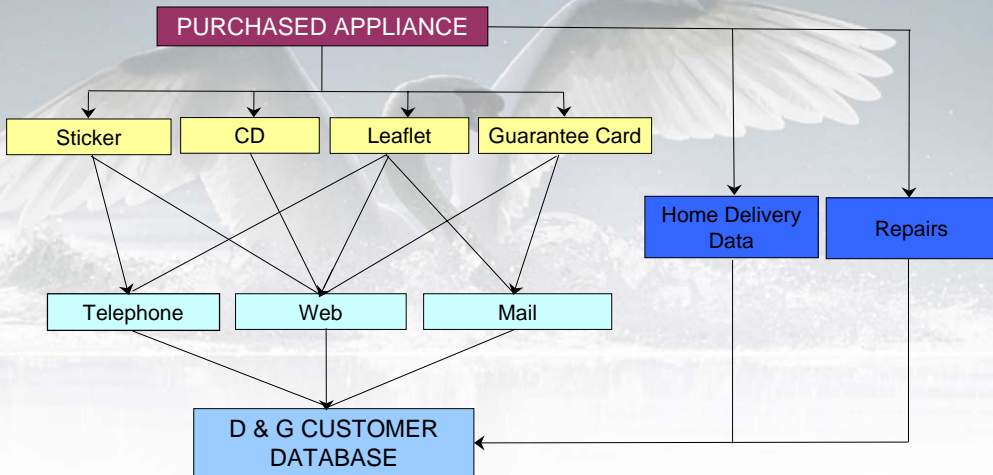 PURCHASED APPLIANCE
Sticker
CD
Leaflet
Guarantee Card
Home Delivery
Data
Repairs
Telephone
Web
Mail
D & G CUSTOMER
DATABASE